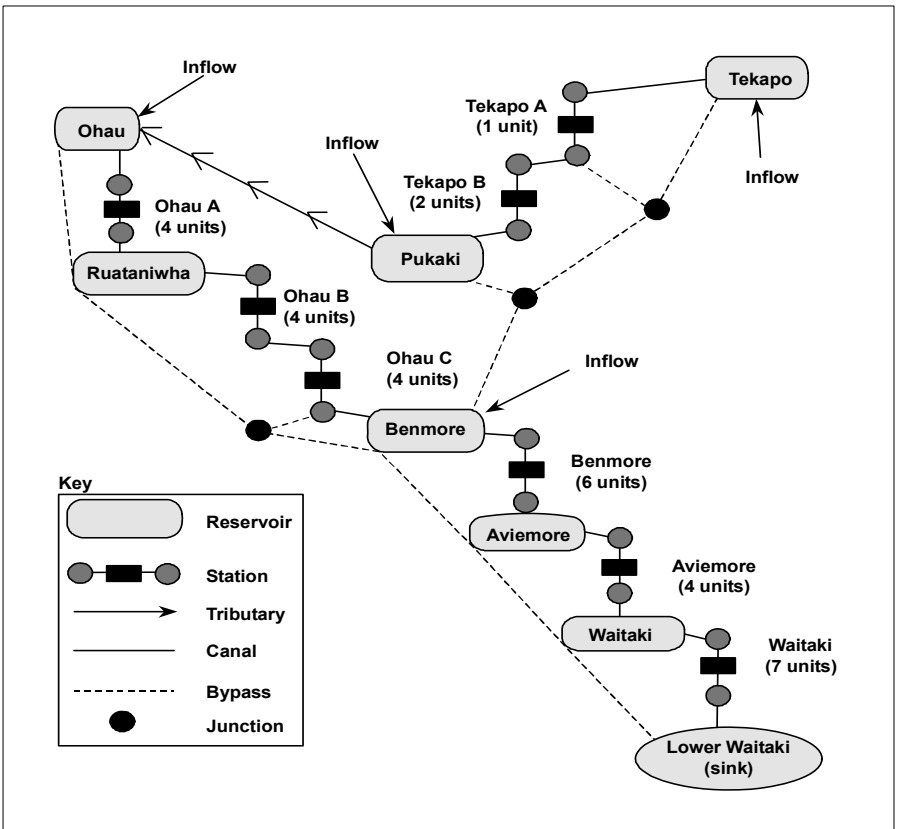 Inflow
Tekapo
Tekapo A
(1 unit)
Ohau
Inflow
Inflow
Tekapo B
(2 units)
Ohau A
(4 units)
Pukaki
Ruataniwha
Ohau B
(4 units)
Ohau C
(4 units)
Inflow
Benmore
Benmore
(6 units)
Key
Reservoir
Aviemore
Station
Aviemore
(4 units)
Tributary
Waitaki
Canal
Waitaki
(7 units)
Bypass
Junction
Lower Waitaki
(sink)